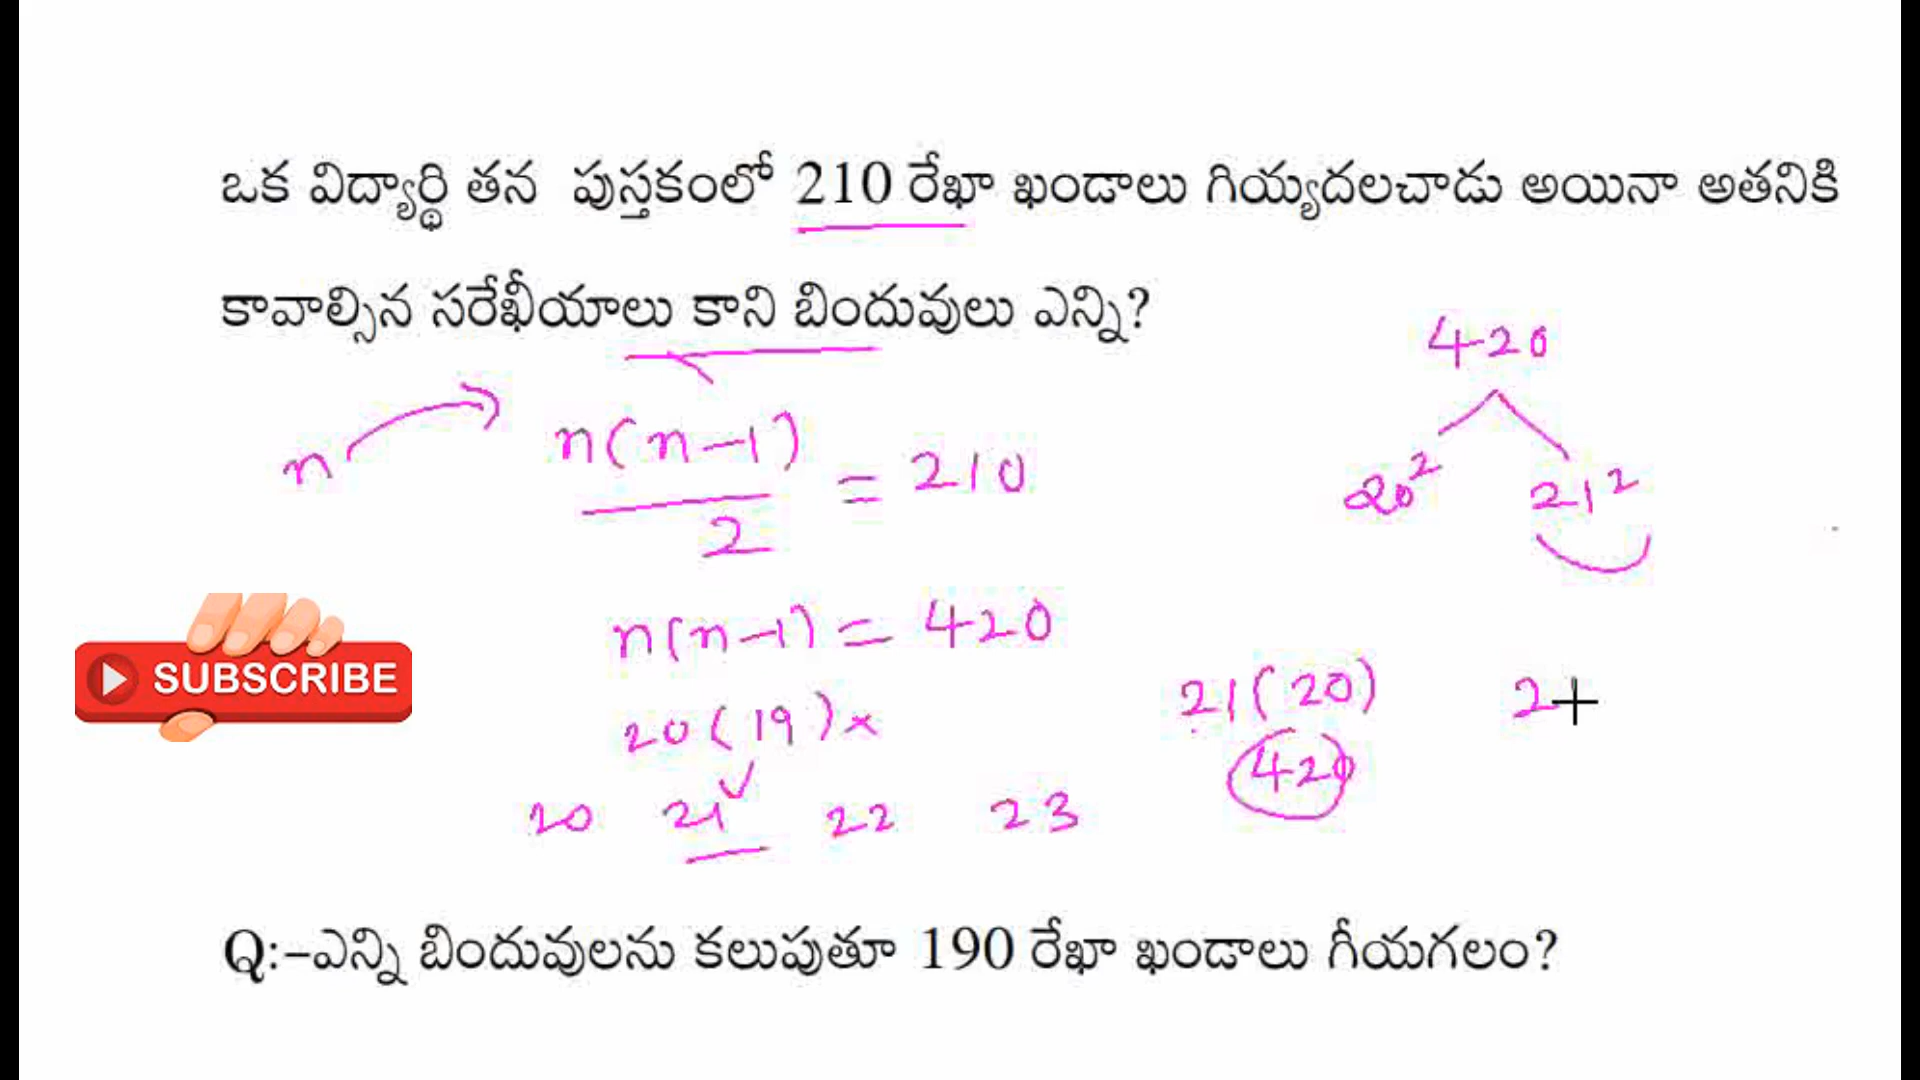 ఒక విద్యార్థి తన పుస్తకంలో 210 రేఖా ఖండాలు గియ్యదలచాడు అయినా అతనికి
కావాల్సిన సరేఖీయాలు కాని బిందువులు ఎన్ని?
420
20² 21²
n
n(n-1)
2
= 210
n(n-1) = 420
SUBSCRIBE
20(19)×
21(20)
2
420
20 21 ✓ 22 23
Q:-ఎన్ని బిందువులను కలుపుతూ 190 రేఖా ఖండాలు గీయగలం?